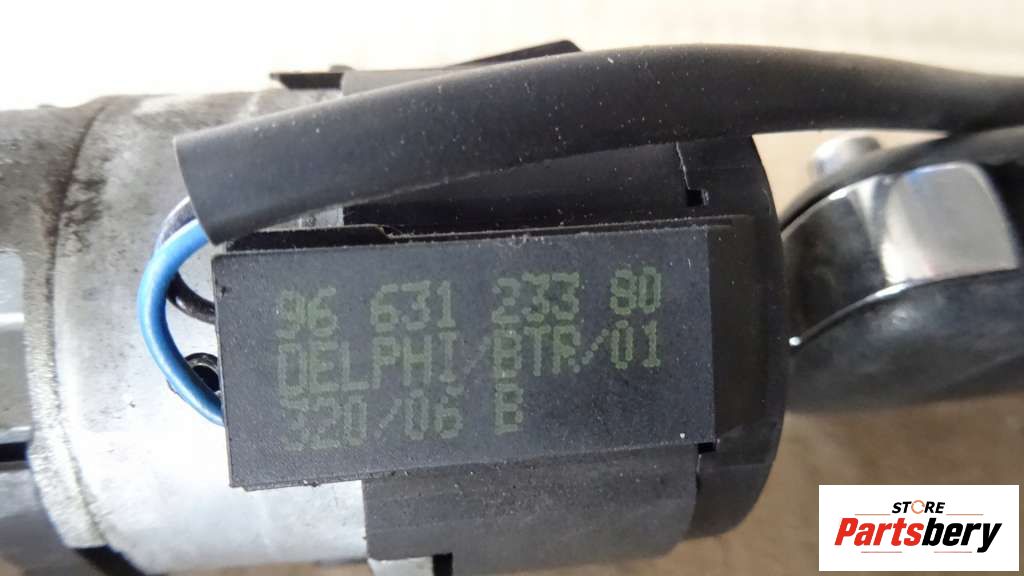 96 631 233 80
DELPHI/BTR/01
320/06 B
STORE
Partsbery